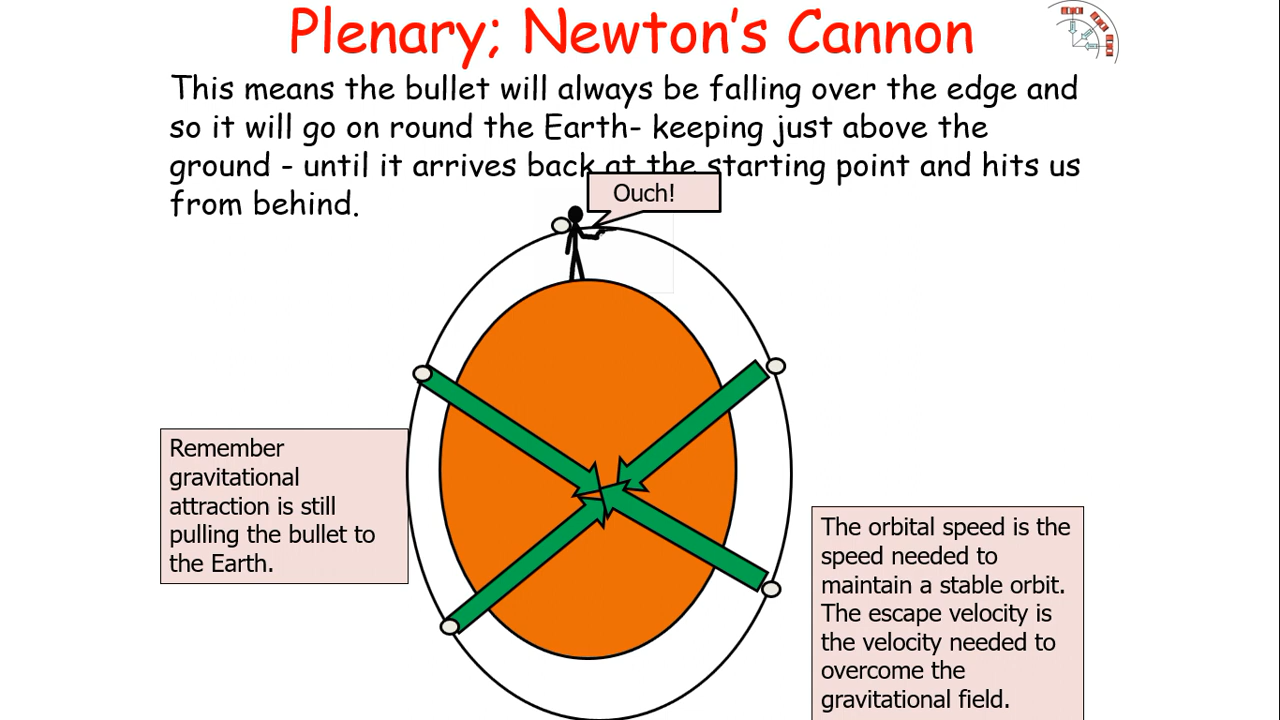 Plenary; Newton's Cannon
This means the bullet will always be falling over the edge and
so it will go on round the Earth- keeping just above the
ground - until it arrives back at the starting point and hits us
from behind.
Ouch!
Remember
gravitational
attraction is still
pulling the bullet to
the Earth.
The orbital speed is the
speed needed to
maintain a stable orbit.
The escape velocity is
the velocity needed to
overcome the
gravitational field.